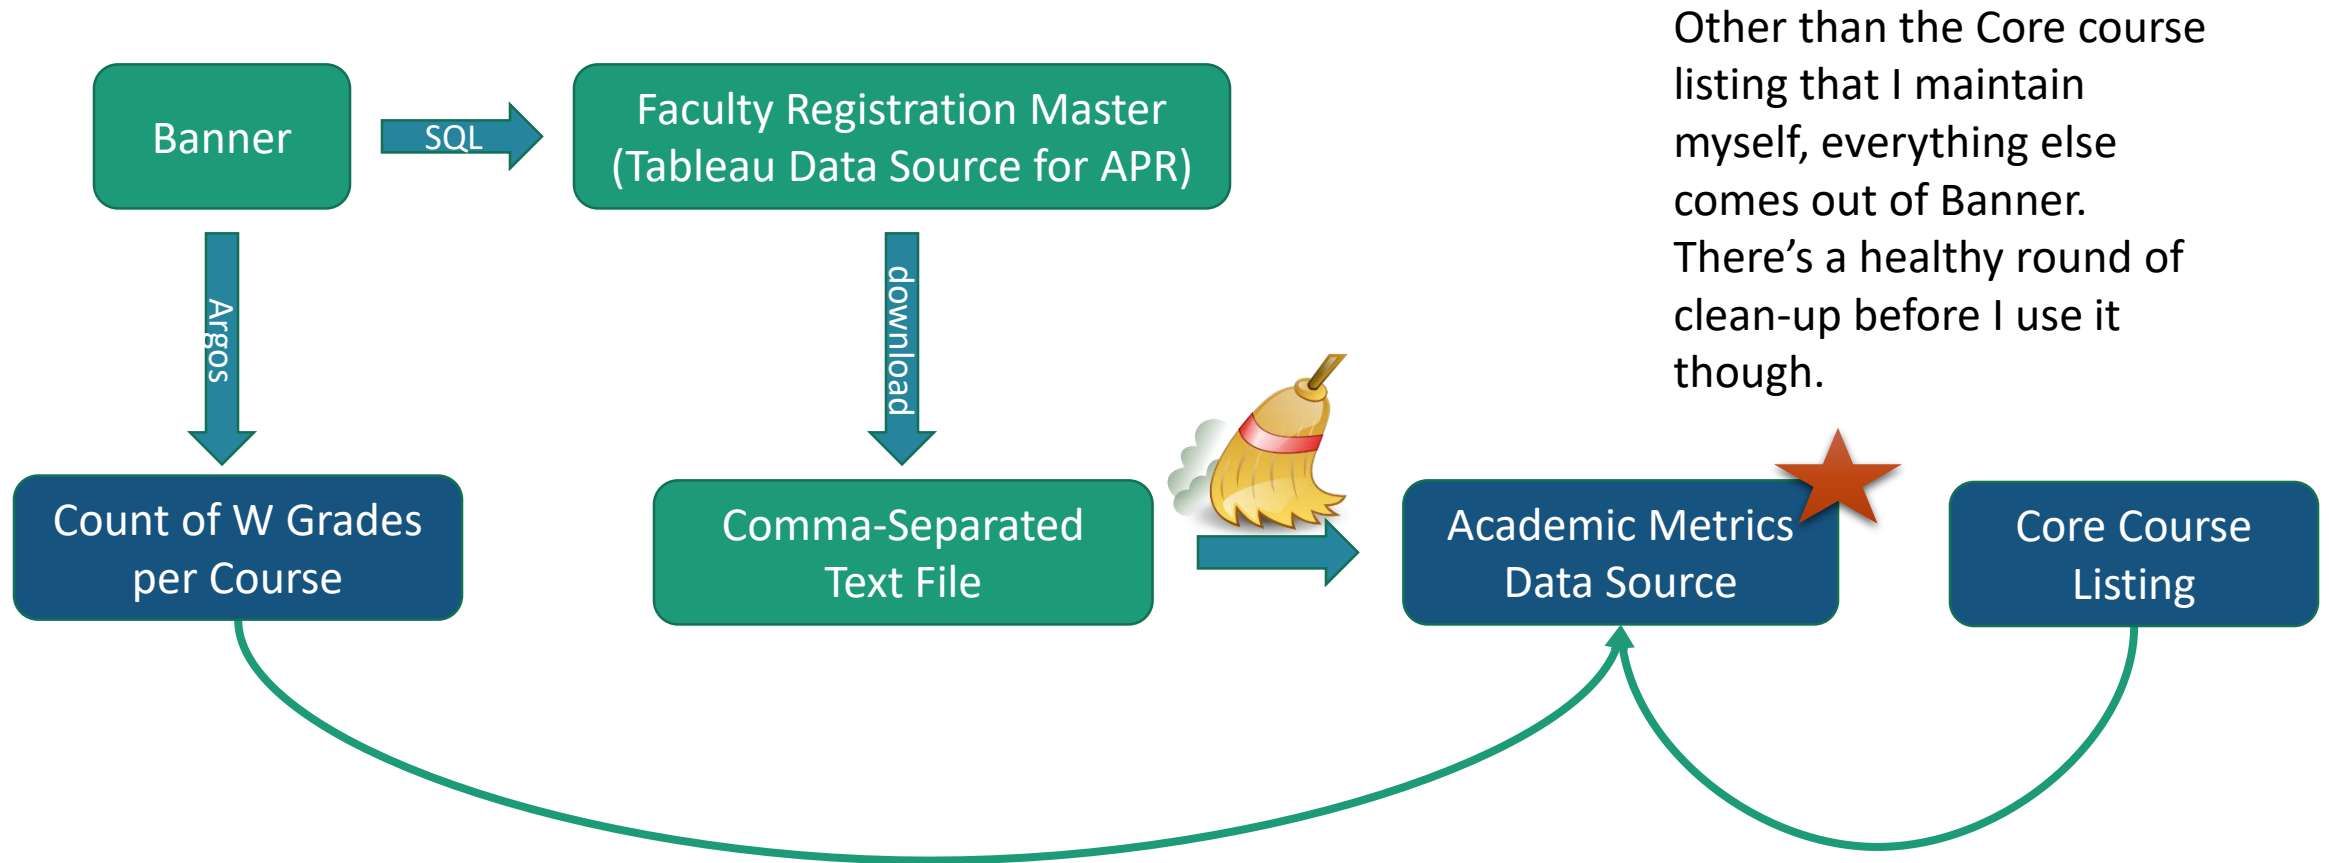 Other than the Core course
listing that I maintain
myself, everything else
comes out of Banner.
There’s a healthy round of
clean-up before I use it
though.
Banner
SQL
Faculty Registration Master
(Tableau Data Source for APR)
Argos
download
Count of W Grades
per Course
Comma-Separated
Text File
Academic Metrics
Data Source
Core Course
Listing